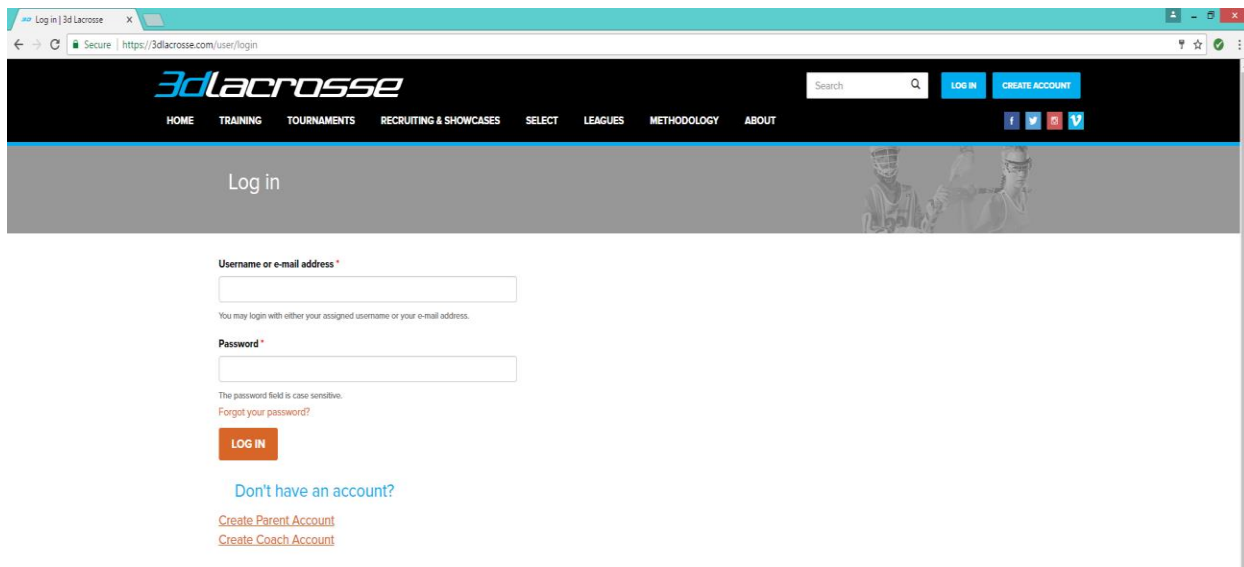 Log in | 3d Lacrosse
Secure https://3dlacrosse.com/user/login
3dlacrosse
Search
LOG IN
CREATE ACCOUNT
HOME TRAINING TOURNAMENTS RECRUITING & SHOWCASES SELECT LEAGUES METHODOLOGY ABOUT
Log in
Username or e-mail address *
You may login with either your assigned username or your e-mail address.
Password *
The password field is case sensitive.
Forgot your password?
LOG IN
Don't have an account?
Create Parent Account
Create Coach Account